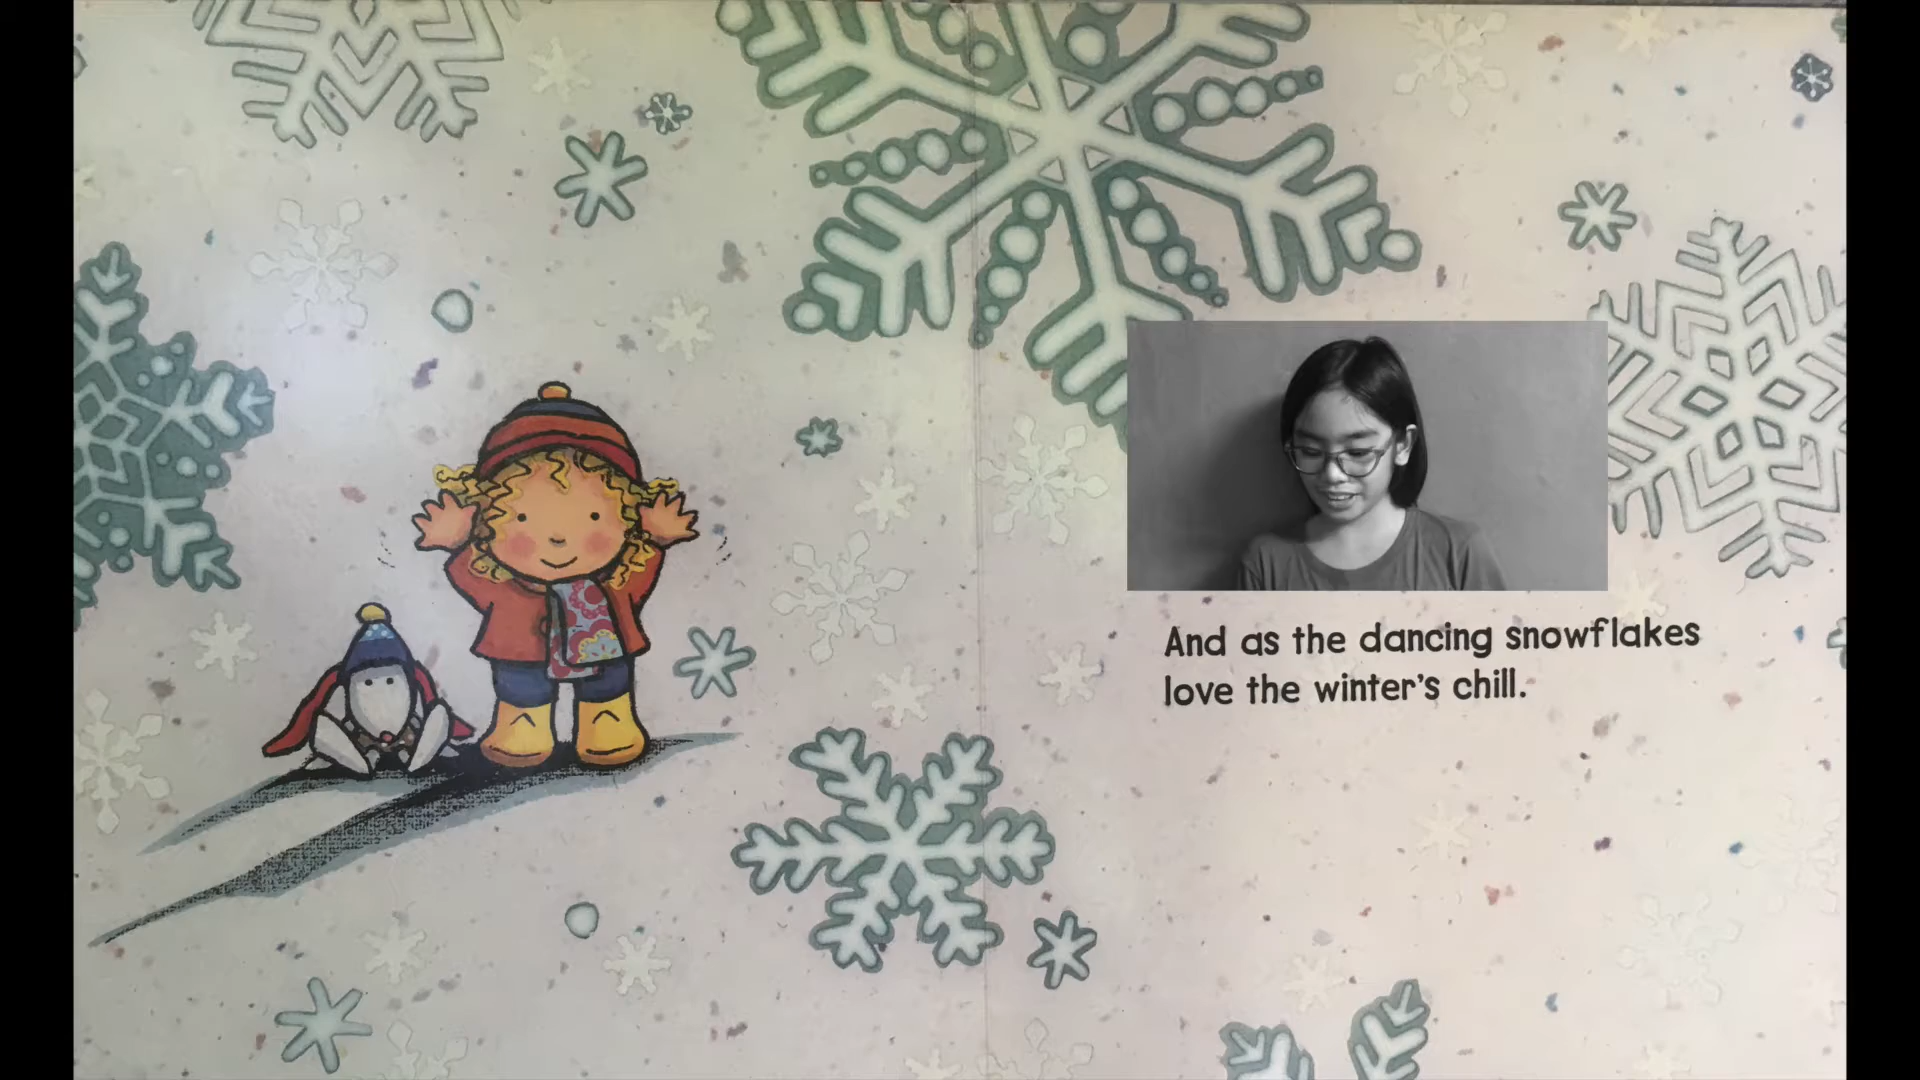 And as the dancing snowflakes
love the winter's chill.